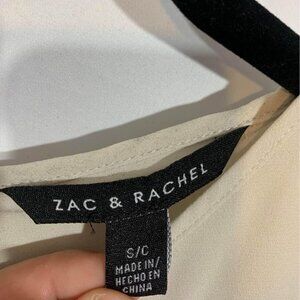 ZAC & RACHEL
S/C
MADE IN/
HECHO EN
CHINA